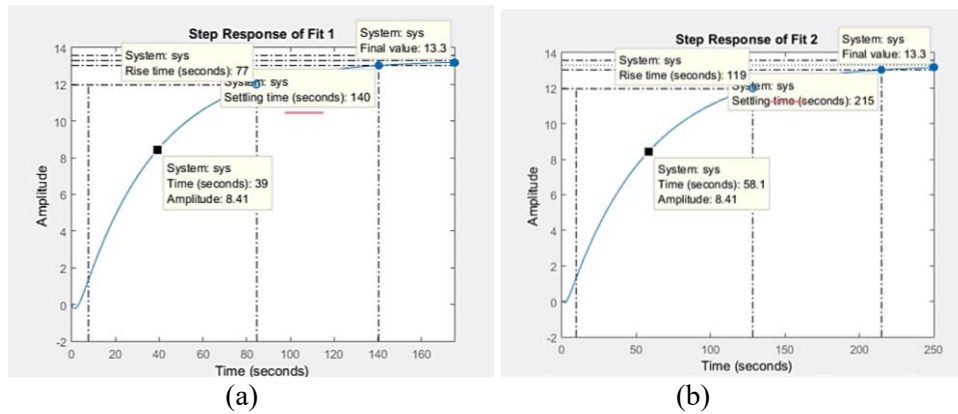 Step Response of Fit 1
System: sys
Final value: 13.3
System: sys
Rise time (seconds): 77
System: sys
Settling time (seconds): 140
System: sys
Time (seconds): 39
Amplitude: 8.41
Amplitude
14
12
10
8
6
4
2
0
-2
0 20 40 60 80 100 120 140 160
Time (seconds)
(a)
Step Response of Fit 2
System: sys
Final value: 13.3
System: sys
Rise time (seconds): 119
System: sys
Settling time (seconds): 215
System: sys
Time (seconds): 58.1
Amplitude: 8.41
Amplitude
14
12
10
8
6
4
2
0
-2
0 50 100 150 200 250
Time (seconds)
(b)